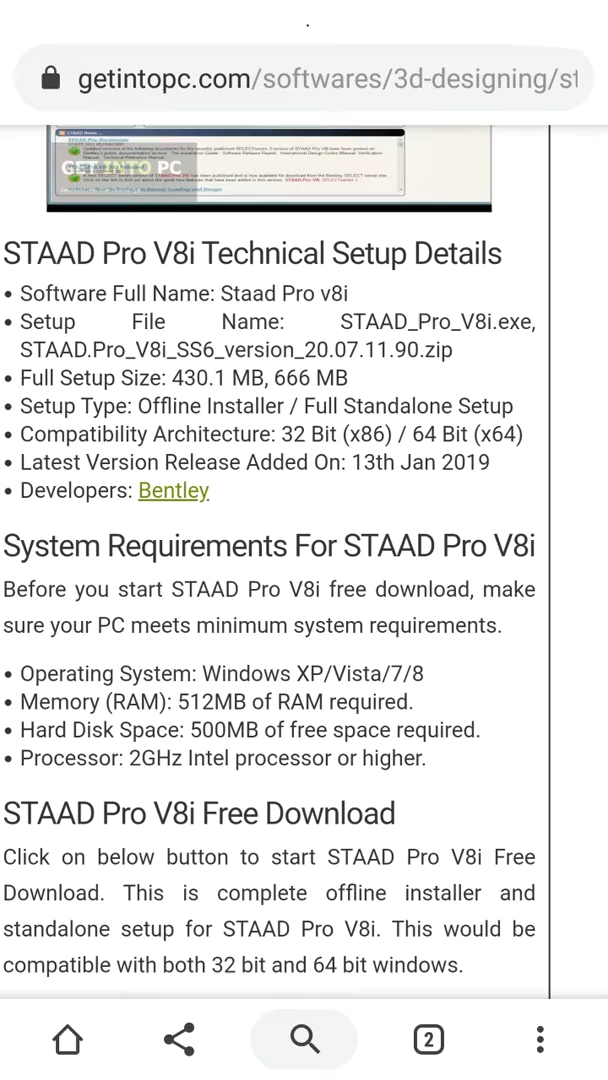 getintopc.com/softwares/3d-designing/st
GET INTO PC
STAAD Pro V8i Technical Setup Details
• Software Full Name: Staad Pro v8i
• Setup File Name: STAAD_Pro_V8i.exe,
STAAD.Pro_V8i_SS6_version_20.07.11.90.zip
• Full Setup Size: 430.1 MB, 666 MB
• Setup Type: Offline Installer / Full Standalone Setup
• Compatibility Architecture: 32 Bit (x86) / 64 Bit (x64)
• Latest Version Release Added On: 13th Jan 2019
• Developers: Bentley
System Requirements For STAAD Pro V8i
Before you start STAAD Pro V8i free download, make
sure your PC meets minimum system requirements.
• Operating System: Windows XP/Vista/7/8
• Memory (RAM): 512MB of RAM required.
• Hard Disk Space: 500MB of free space required.
• Processor: 2GHz Intel processor or higher.
STAAD Pro V8i Free Download
Click on below button to start STAAD Pro V8i Free
Download. This is complete offline installer and
standalone setup for STAAD Pro V8i. This would be
compatible with both 32 bit and 64 bit windows.
2